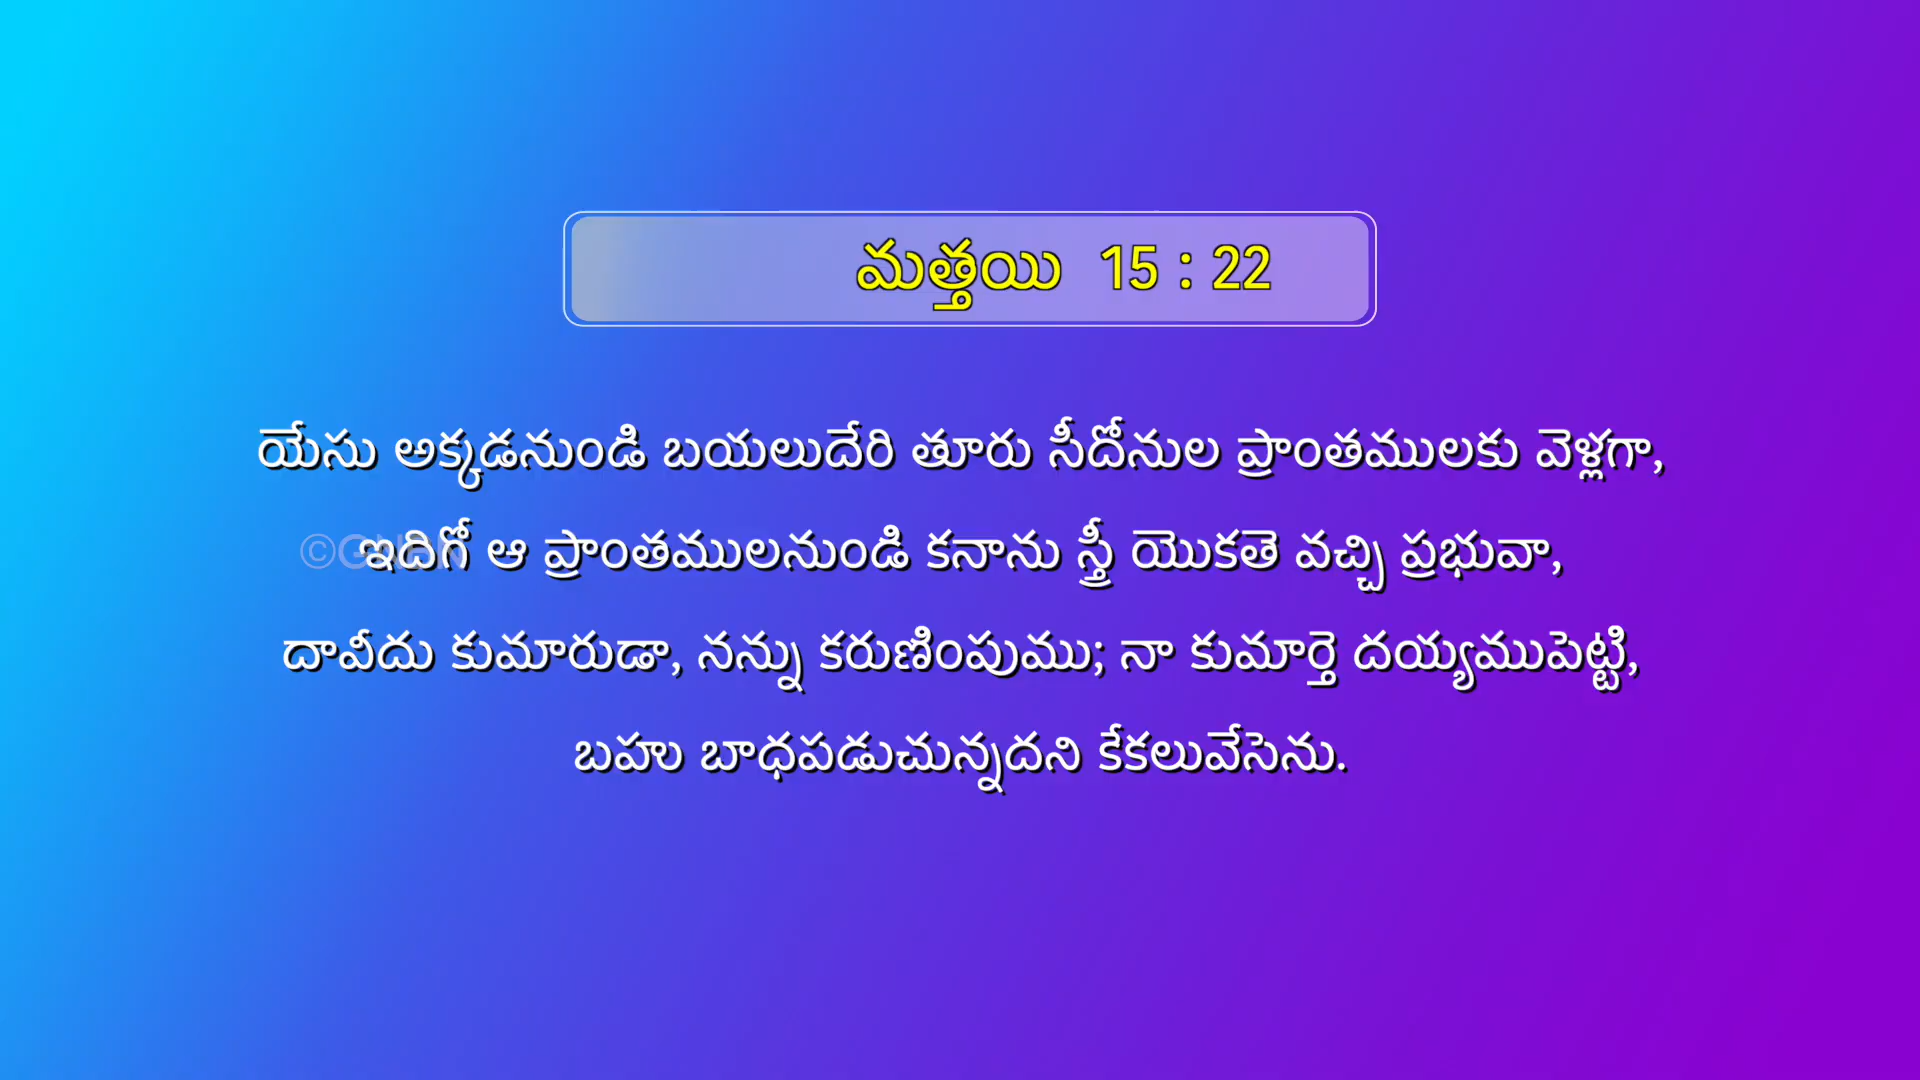 మత్తయి 15 : 22
యేసు అక్కడనుండి బయలుదేరి తూరు సీదోనుల ప్రాంతములకు వెళ్లగా,
ఇదిగో ఆ ప్రాంతములనుండి కనాను స్త్రీ యొకతె వచ్చి ప్రభువా,
దావీదు కుమారుడా, నన్ను కరుణింపుము; నా కుమార్తె దయ్యముపెట్టి,
బహు బాధపడుచున్నదని కేకలువేసెను.